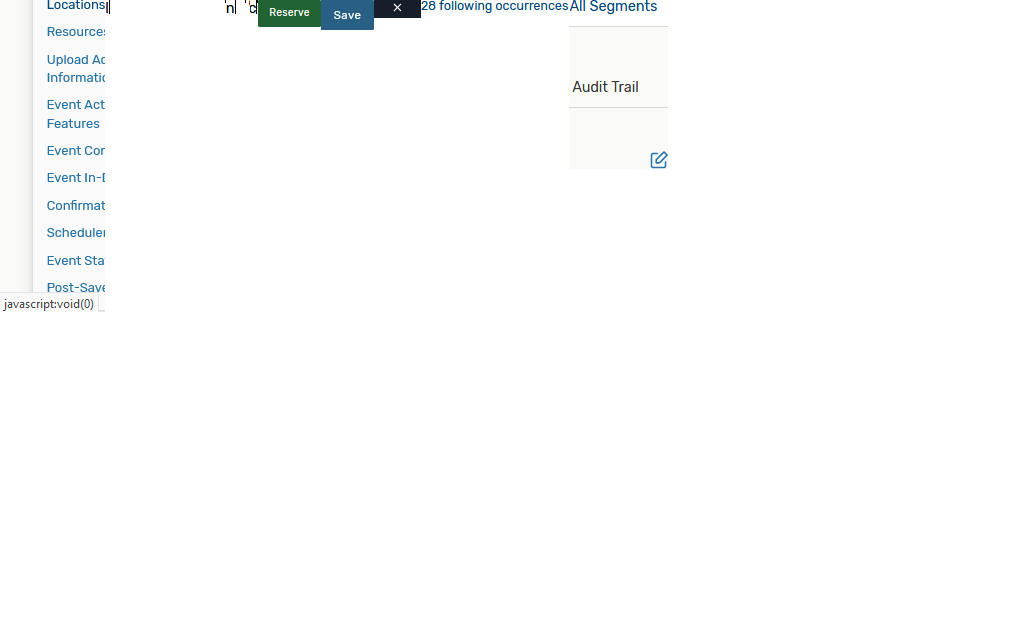 Locations
Resources
Upload Ac
Informatic
Event Act
Features
Event Cor
Event In-D
Confirmat
Scheduler
Event Sta
Post-Save
javascript:void(0)
Reserve
Save
28 following occurrences
All Segments
Audit Trail